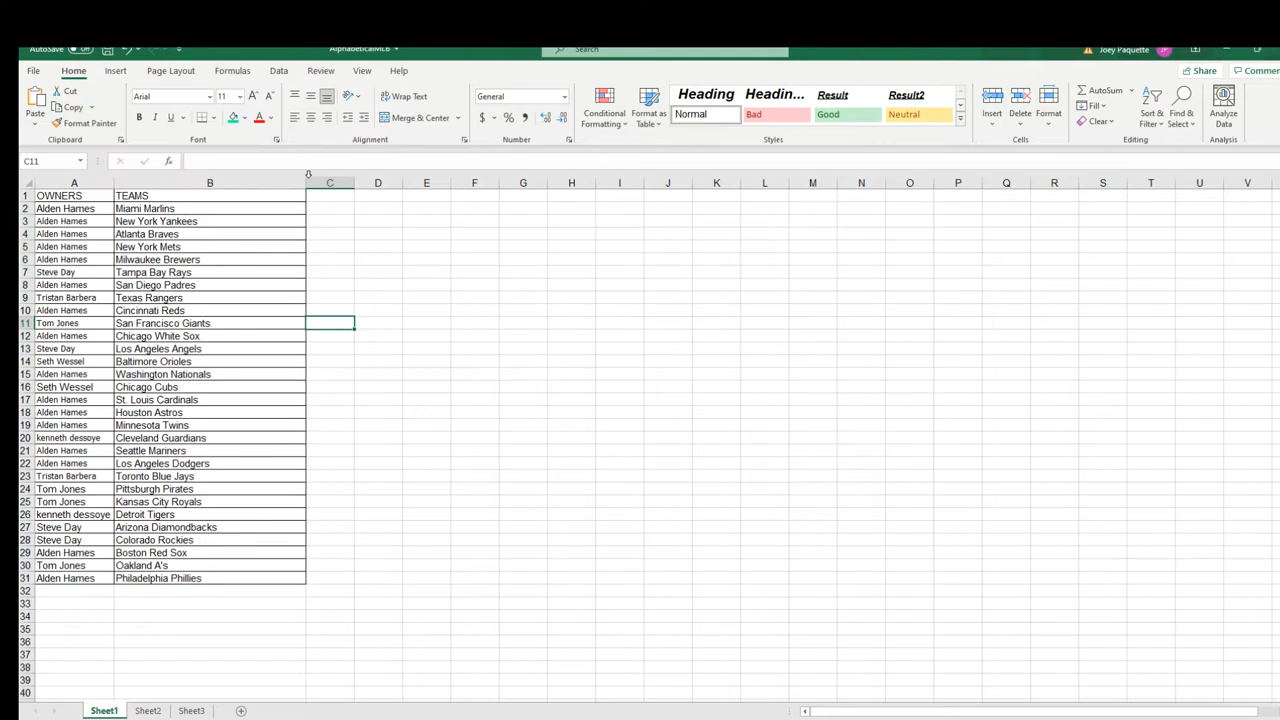 AutoSave Off AlphabeticalMLB Search Joey Paquette JP
File Home Insert Page Layout Formulas Data Review View Help Share Comments
Paste Cut Copy Format Painter Clipboard
Arial 11 A A B I U A Font
Wrap Text Merge & Center Alignment
General $ % , Number
Conditional Formatting Format as Table
Heading Headin... Result Result2
Normal Bad Good Neutral
Styles
Insert Delete Format Cells
AutoSum Fill Clear Sort & Filter Find & Select Editing
Analyze Data Analysis
C11 fx
A B C D E F G H I J K L M N O P Q R S T U V
1 OWNERS TEAMS
2 Alden Hames Miami Marlins
3 Alden Hames New York Yankees
4 Alden Hames Atlanta Braves
5 Alden Hames New York Mets
6 Alden Hames Milwaukee Brewers
7 Steve Day Tampa Bay Rays
8 Alden Hames San Diego Padres
9 Tristan Barbera Texas Rangers
10 Alden Hames Cincinnati Reds
11 Tom Jones San Francisco Giants
12 Alden Hames Chicago White Sox
13 Steve Day Los Angeles Angels
14 Seth Wessel Baltimore Orioles
15 Alden Hames Washington Nationals
16 Seth Wessel Chicago Cubs
17 Alden Hames St. Louis Cardinals
18 Alden Hames Houston Astros
19 Alden Hames Minnesota Twins
20 kenneth dessoye Cleveland Guardians
21 Alden Hames Seattle Mariners
22 Alden Hames Los Angeles Dodgers
23 Tristan Barbera Toronto Blue Jays
24 Tom Jones Pittsburgh Pirates
25 Tom Jones Kansas City Royals
26 kenneth dessoye Detroit Tigers
27 Steve Day Arizona Diamondbacks
28 Steve Day Colorado Rockies
29 Alden Hames Boston Red Sox
30 Tom Jones Oakland A's
31 Alden Hames Philadelphia Phillies
32
33
34
35
36
37
38
39
40
Sheet1 Sheet2 Sheet3